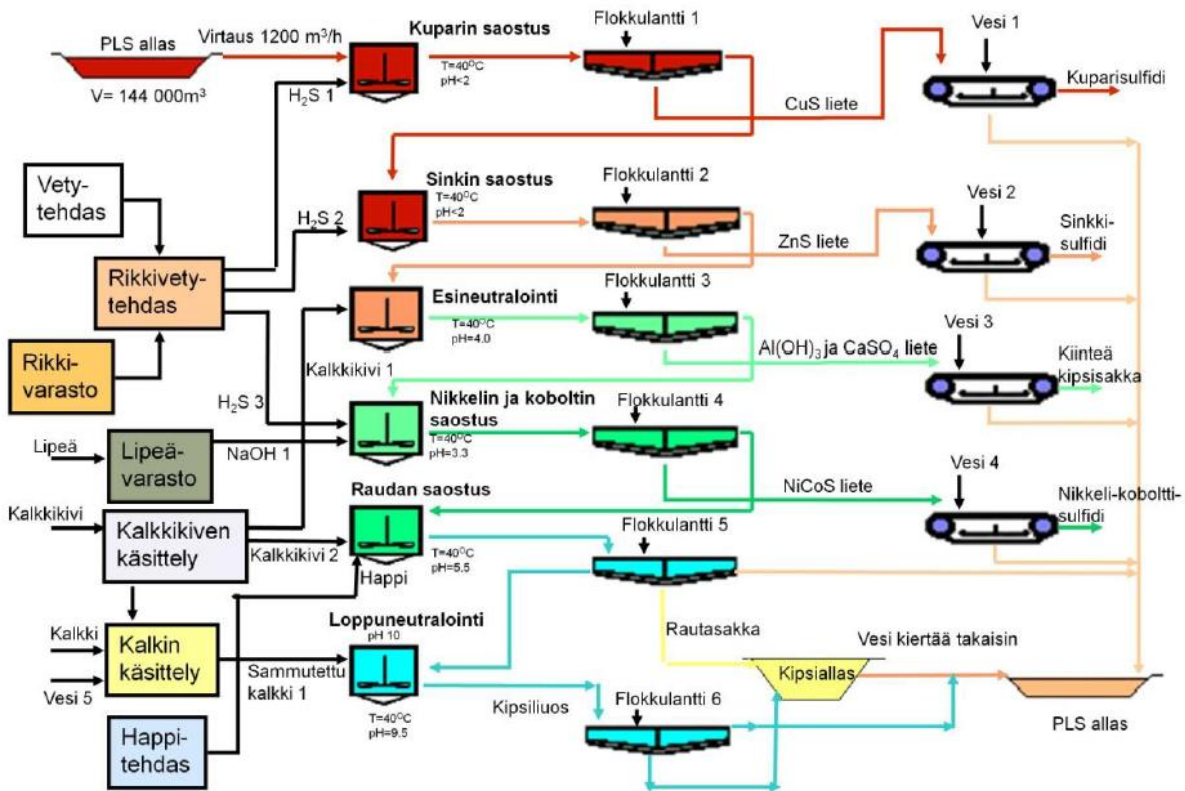 PLS allas
V= 144 000m³
Virtaus 1200 m³/h
Kuparin saostus
T=40⁰C
pH<2
H₂S 1
Flokkulantti 1
CuS liete
Vesi 1
Kuparisulfidi
Vety-
tehdas
Sinkin saostus
T=40⁰C
pH<2
H₂S 2
Flokkulantti 2
ZnS liete
Vesi 2
Sinkki-
sulfidi
Rikkivety-
tehdas
Esineutralointi
T=40⁰C
pH=4.0
Kalkkikivi 1
Flokkulantti 3
Al(OH)₃ ja CaSO₄ liete
Vesi 3
Kiinteä
kipsisakka
Rikki-
varasto
H₂S 3
Nikkelin ja koboltin
saostus
T=40⁰C
pH=3.3
Flokkulantti 4
NiCoS liete
Vesi 4
Nikkeli-koboltti-
sulfidi
Lipeä
Lipeä-
varasto
NaOH 1
Raudan saostus
T=40⁰C
pH=5.5
Kalkkikivi
Kalkkikiven
käsittely
Kalkkikivi 2
Happi
Flokkulantti 5
Rautasakka
Loppuneutralointi
pH 10
T=40⁰C
pH=9.5
Kalkki
Vesi 5
Kalkin
käsittely
Sammutettu
kalkki 1
Kipsiliuos
Flokkulantti 6
Kipsiallas
Vesi kiertää takaisin
PLS allas
Happi-
tehdas